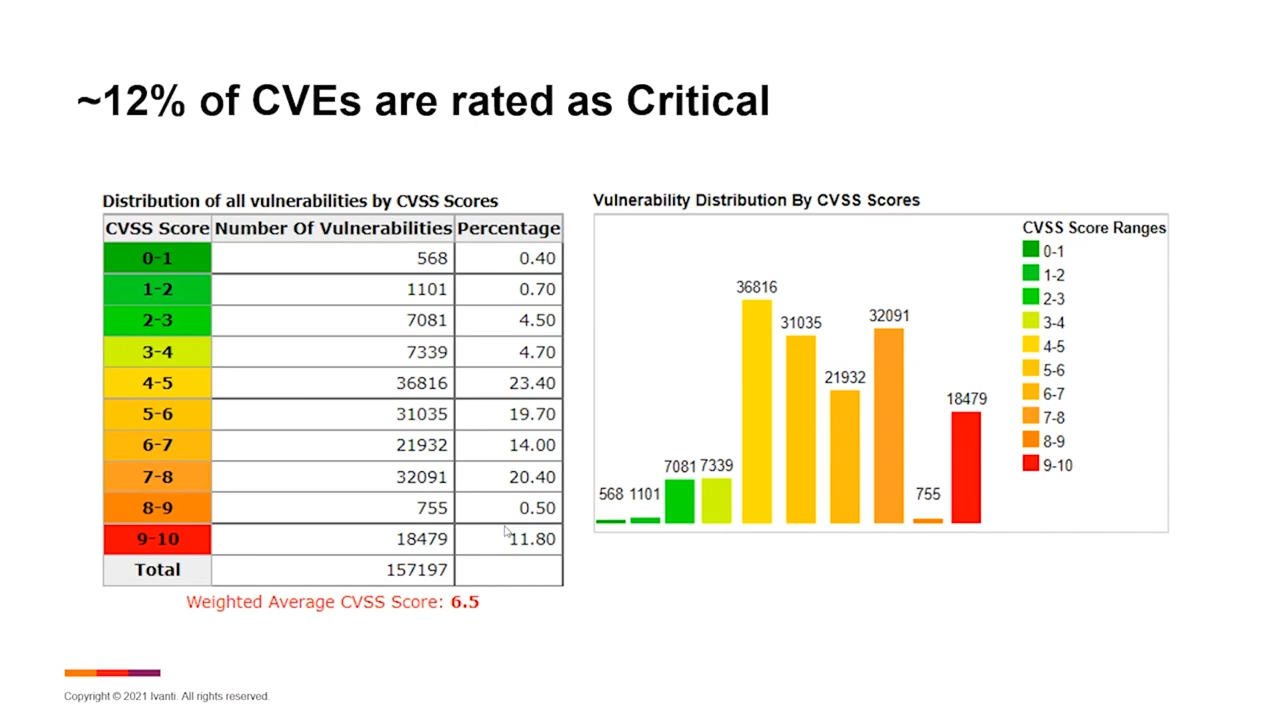 ~12% of CVEs are rated as Critical
Distribution of all vulnerabilities by CVSS Scores
CVSS Score Number Of Vulnerabilities Percentage
0-1 568 0.40
1-2 1101 0.70
2-3 7081 4.50
3-4 7339 4.70
4-5 36816 23.40
5-6 31035 19.70
6-7 21932 14.00
7-8 32091 20.40
8-9 755 0.50
9-10 18479 11.80
Total 157197
Weighted Average CVSS Score: 6.5
Vulnerability Distribution By CVSS Scores
568 1101 7081 7339 36816 31035 21932 32091 755 18479
CVSS Score Ranges
0-1
1-2
2-3
3-4
4-5
5-6
6-7
7-8
8-9
9-10
Copyright © 2021 Ivanti. All rights reserved.